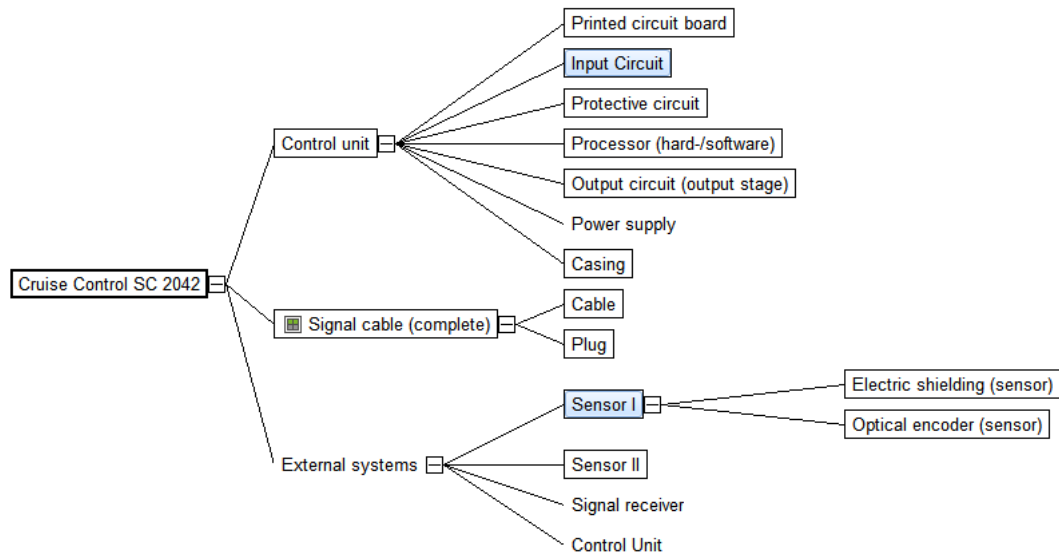 Printed circuit board
Input Circuit
Protective circuit
Control unit
Processor (hard-/software)
Output circuit (output stage)
Power supply
Casing
Cruise Control SC 2042
Cable
Signal cable (complete)
Plug
Electric shielding (sensor)
Sensor I
Optical encoder (sensor)
External systems
Sensor II
Signal receiver
Control Unit